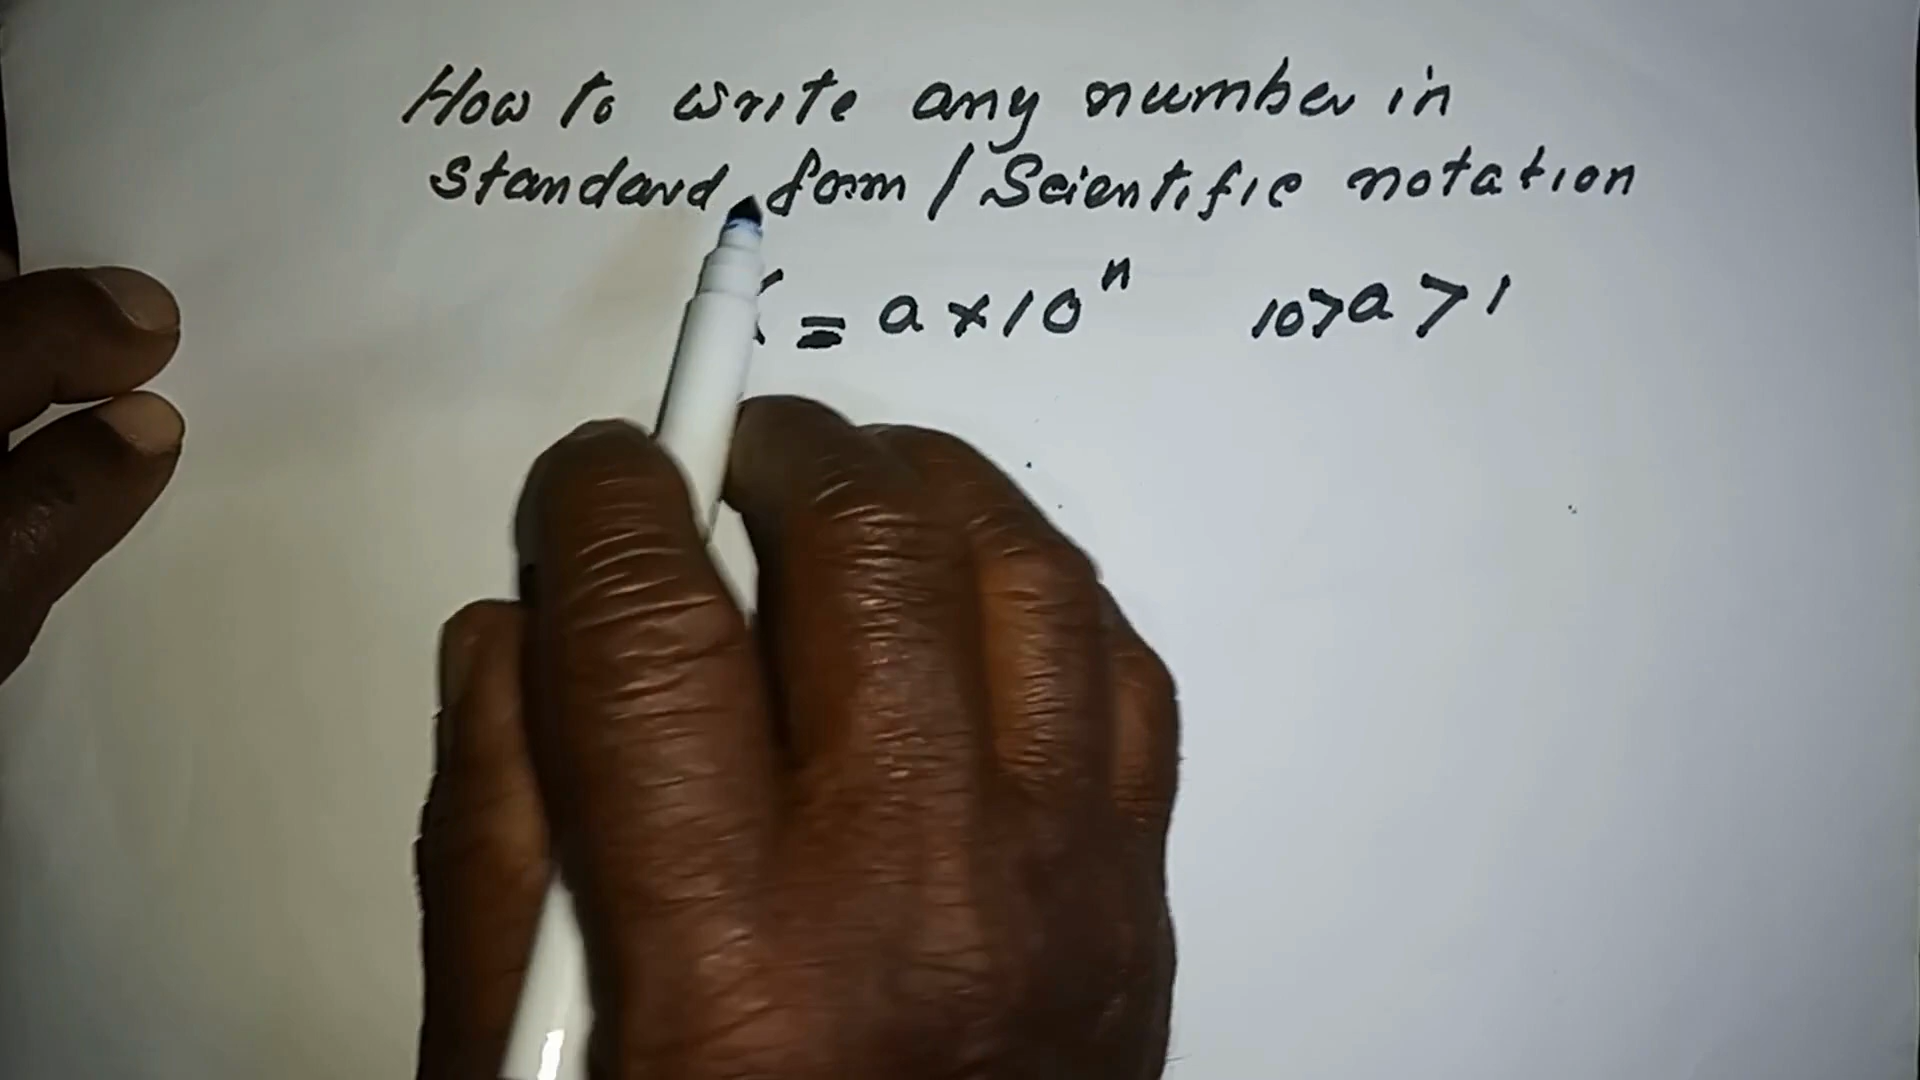 How to write any number in
standard form / Scientific notation
= a × 10ⁿ 10 > a > 1